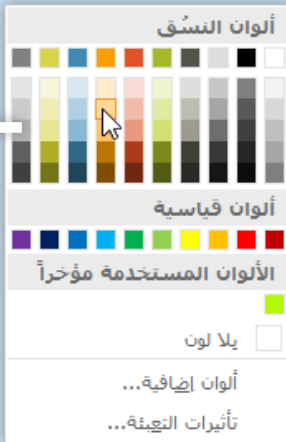 ألوان النسُق
ألوان قياسية
الألوان المستخدمة مؤخراً
بلا لون
ألوان إضافية...
تأثيرات التعبئة...